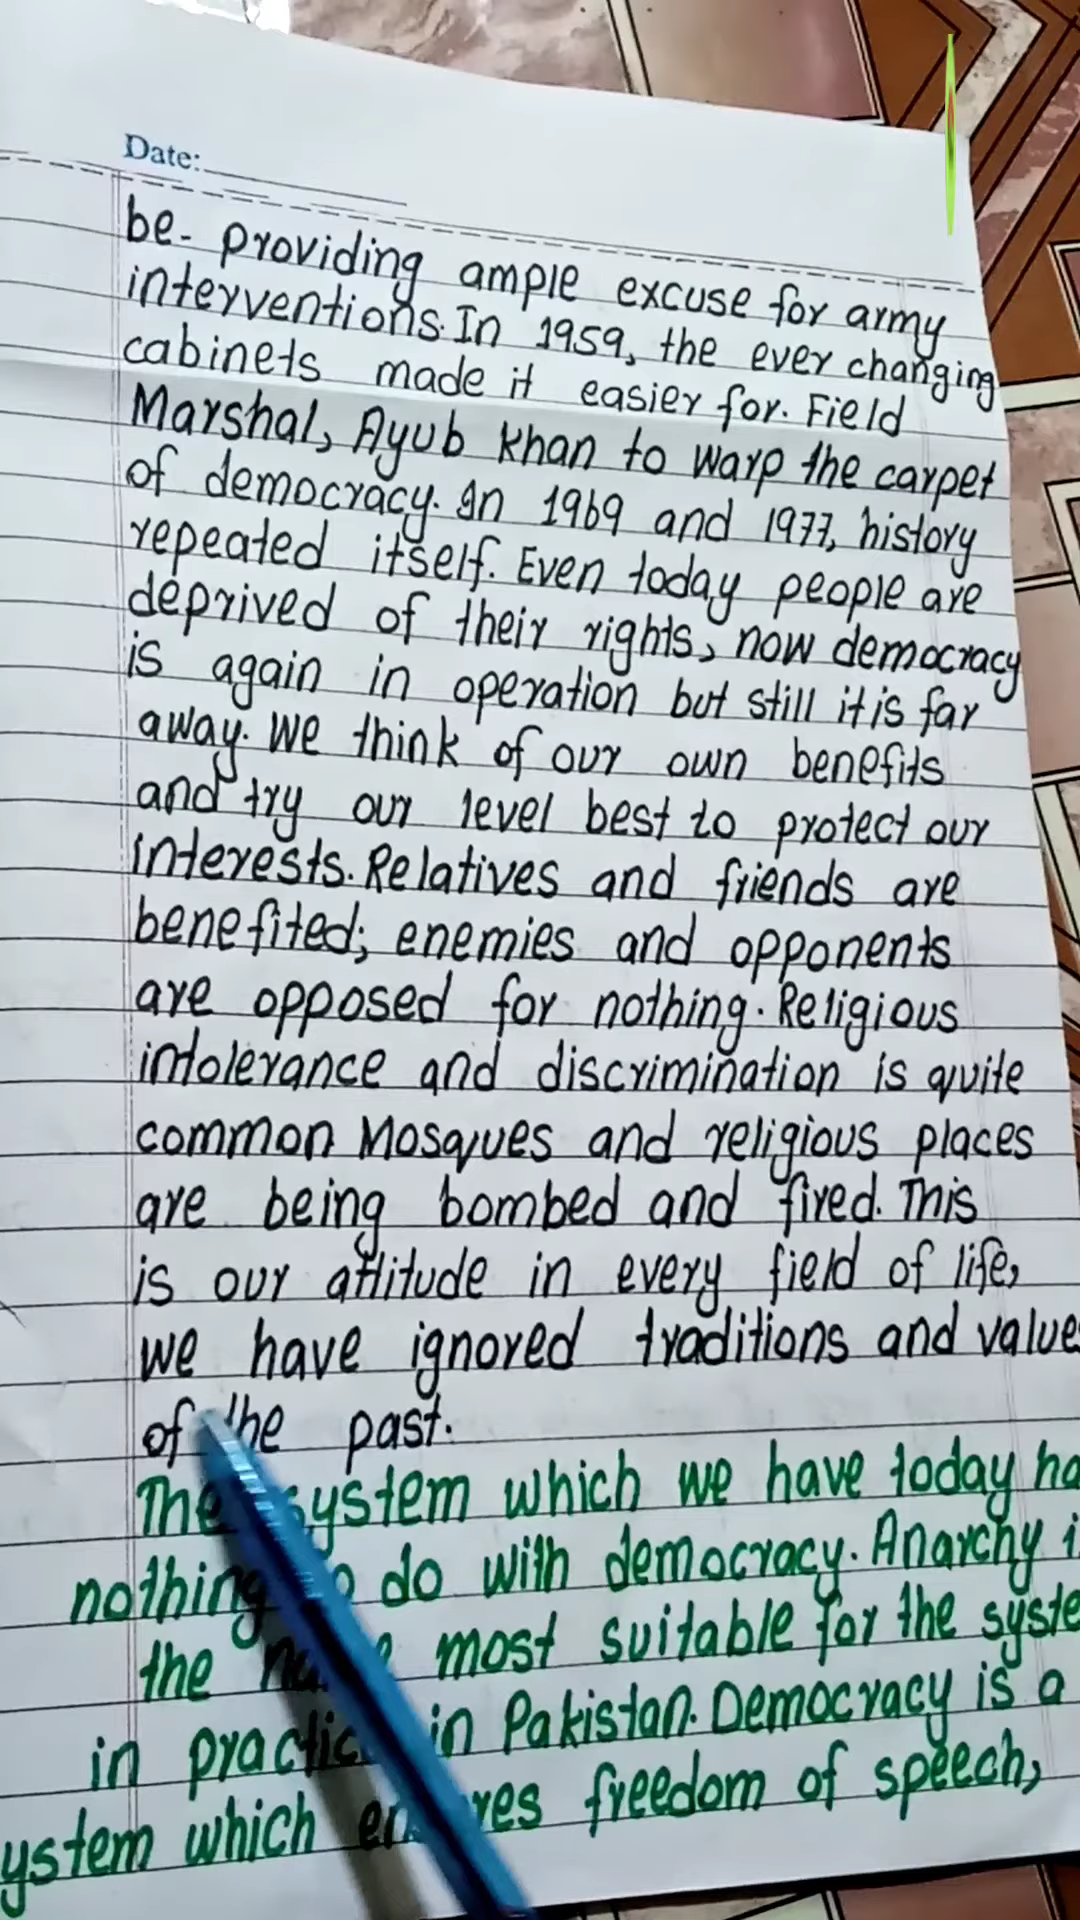 Date:
be- providing ample excuse for army
interventions. In 1959, the ever changing
cabinets made it easier for. Field
Marshal, Ayub Khan to warp the carpet
of democracy. In 1969 and 1977, history
repeated itself. Even today people are
deprived of their rights, now democracy
is again in operation but still it is far
away. We think of our own benefits
and try our level best to protect our
interests. Relatives and friends are
benefited; enemies and opponents
are opposed for nothing. Religious
intolerance and discrimination is quite
common Mosques and religious places
are being bombed and fired. This
is our attitude in every field of life,
we have ignored traditions and value
of the past.
The system which we have today ha
nothing do with democracy. Anarchy i
the most suitable for the syste
in practic in Pakistan. Democracy is a
ystem which freedom of speech,